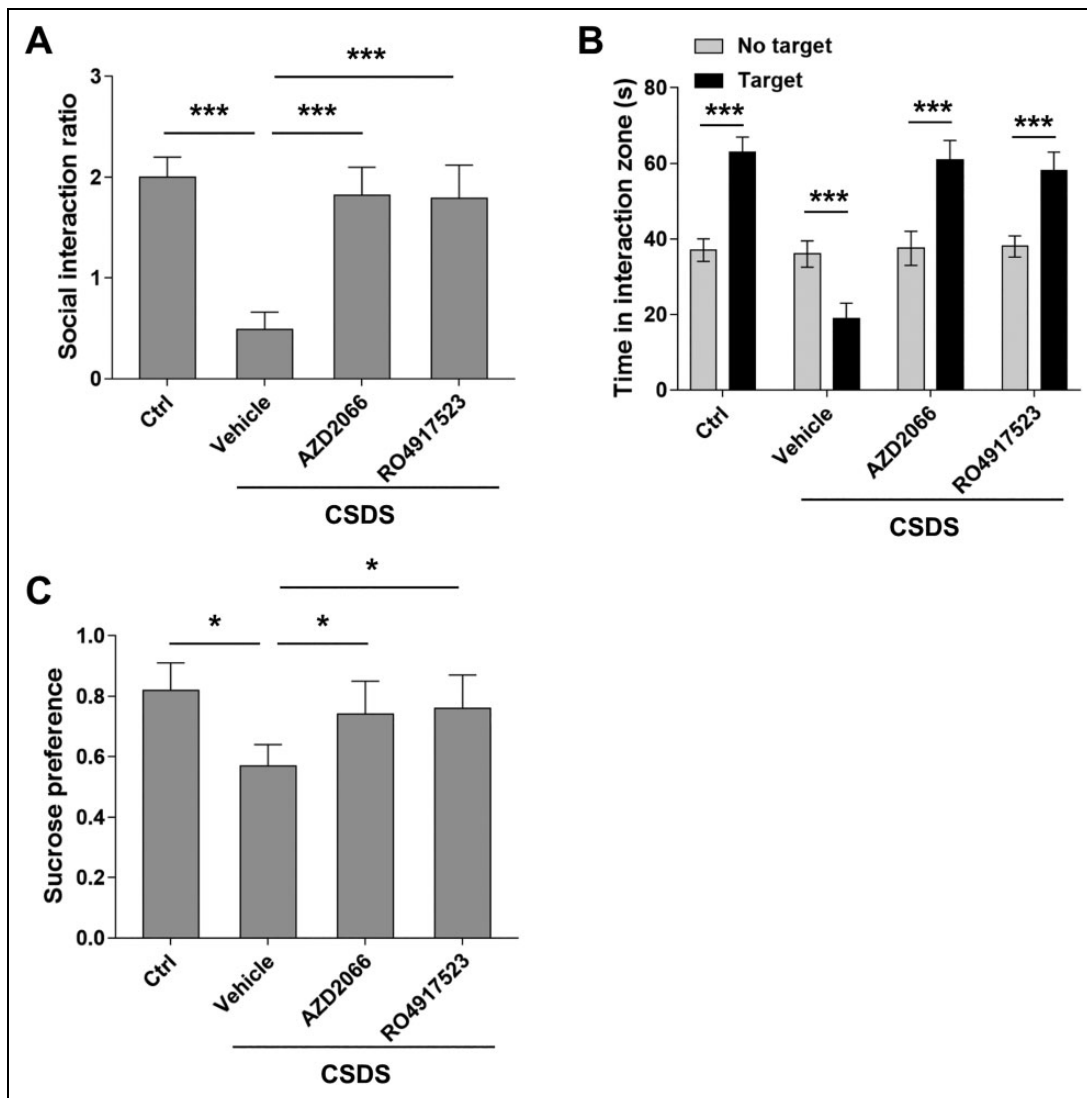 A
Social interaction ratio
3
2
1
0
***
***
***
Ctrl
Vehicle
AZD2066
RO4917523
CSDS
B
No target
Target
Time in interaction zone (s)
80
60
40
20
0
***
***
***
***
Ctrl
Vehicle
AZD2066
RO4917523
CSDS
C
Sucrose preference
1.0
0.8
0.6
0.4
0.2
0.0
*
*
*
Ctrl
Vehicle
AZD2066
RO4917523
CSDS